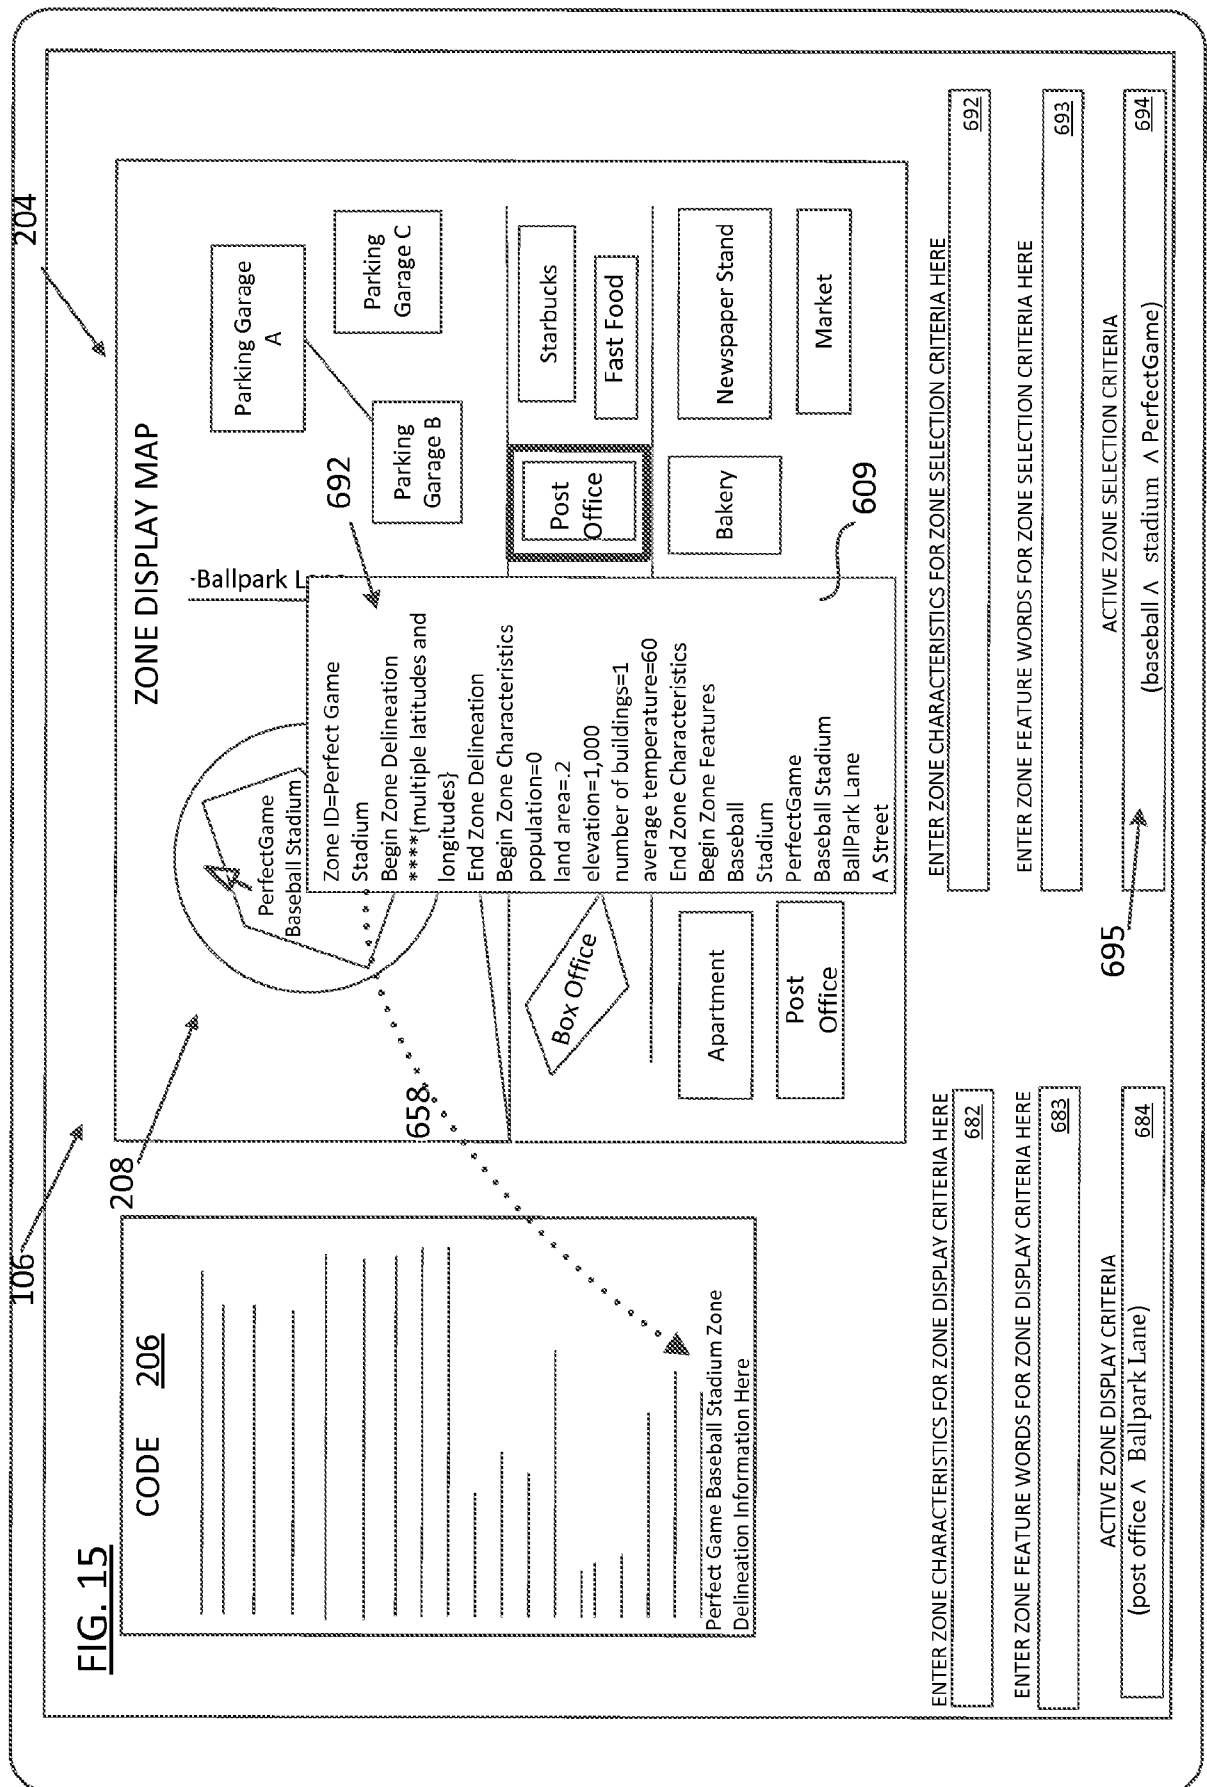 FIG. 15
106
204
CODE 206
Perfect Game Baseball Stadium Zone
Delineation Information Here
208
658
ZONE DISPLAY MAP
PerfectGame
Baseball Stadium
Ballpark
692
Parking Garage
A
Parking
Garage B
Parking
Garage C
Zone ID=Perfect Game
Stadium
Begin Zone Delineation
****{multiple latitudes and
longitudes}
End Zone Delineation
Begin Zone Characteristics
population=0
land area=.2
elevation=1,000
number of buildings=1
average temperature=60
End Zone Characteristics
Begin Zone Features
Baseball
Stadium
PerfectGame
Baseball Stadium
BallPark Lane
A Street
609
Box Office
Apartment
Post
Office
Post
Office
Bakery
Starbucks
Fast Food
Newspaper Stand
Market
ENTER ZONE CHARACTERISTICS FOR ZONE DISPLAY CRITERIA HERE
682
ENTER ZONE FEATURE WORDS FOR ZONE DISPLAY CRITERIA HERE
683
ACTIVE ZONE DISPLAY CRITERIA
(post office ∧ Ballpark Lane) 684
695
ENTER ZONE CHARACTERISTICS FOR ZONE SELECTION CRITERIA HERE
692
ENTER ZONE FEATURE WORDS FOR ZONE SELECTION CRITERIA HERE
693
ACTIVE ZONE SELECTION CRITERIA
(baseball ∧ stadium ∧ PerfectGame) 694